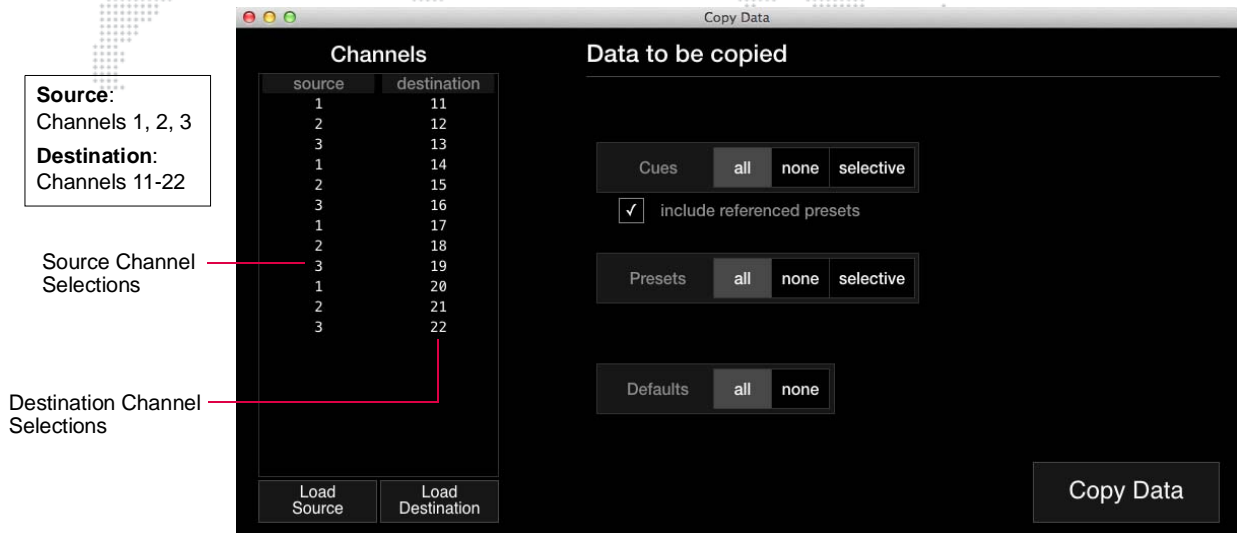 Copy Data
Channels
source destination
1 11
2 12
3 13
1 14
2 15
3 16
1 17
2 18
3 19
1 20
2 21
3 22
Load Source
Load Destination
Data to be copied
Cues all none selective
✓ include referenced presets
Presets all none selective
Defaults all none
Copy Data
Source:
Channels 1, 2, 3
Destination:
Channels 11-22
Source Channel
Selections
Destination Channel
Selections